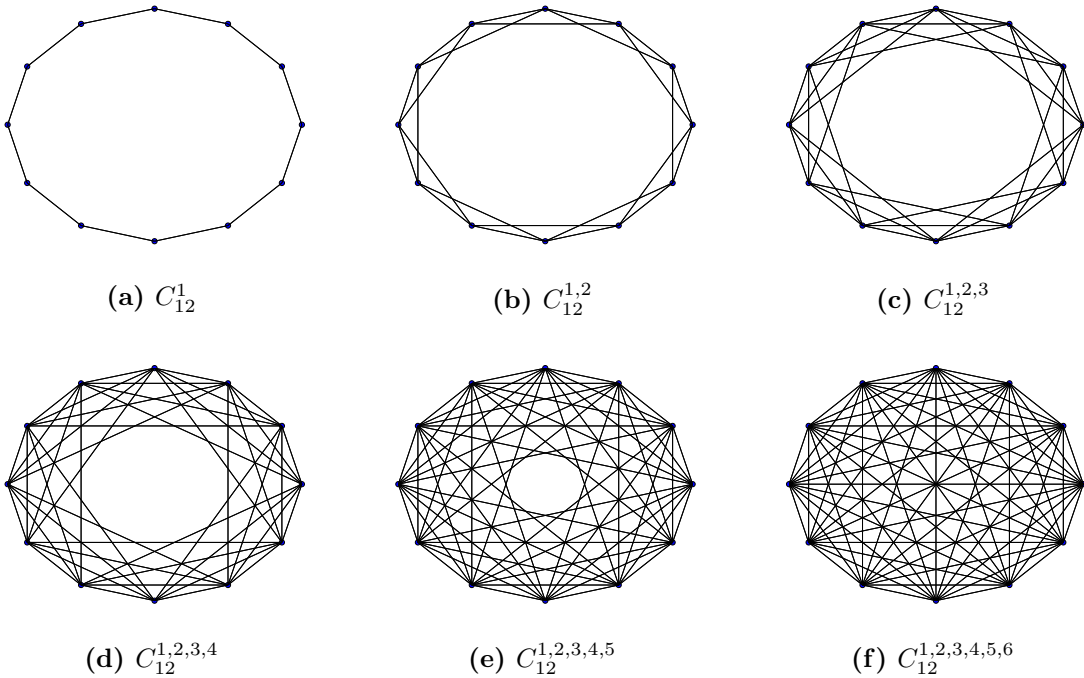 (a) $C_{12}^{1}$
(b) $C_{12}^{1,2}$
(c) $C_{12}^{1,2,3}$
(d) $C_{12}^{1,2,3,4}$
(e) $C_{12}^{1,2,3,4,5}$
(f) $C_{12}^{1,2,3,4,5,6}$